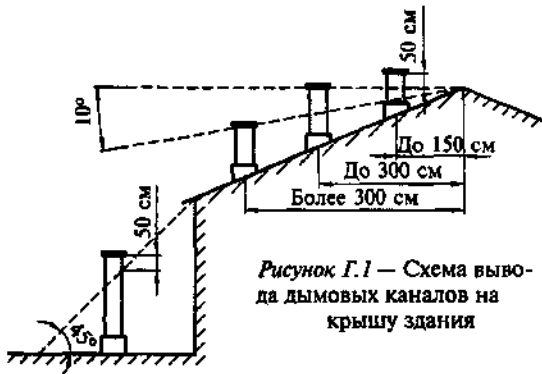 50 см
10°
До 150 см
До 300 см
Более 300 см
50 см
45°
Рисунок Г.1 — Схема выво-
да дымовых каналов на
крышу здания